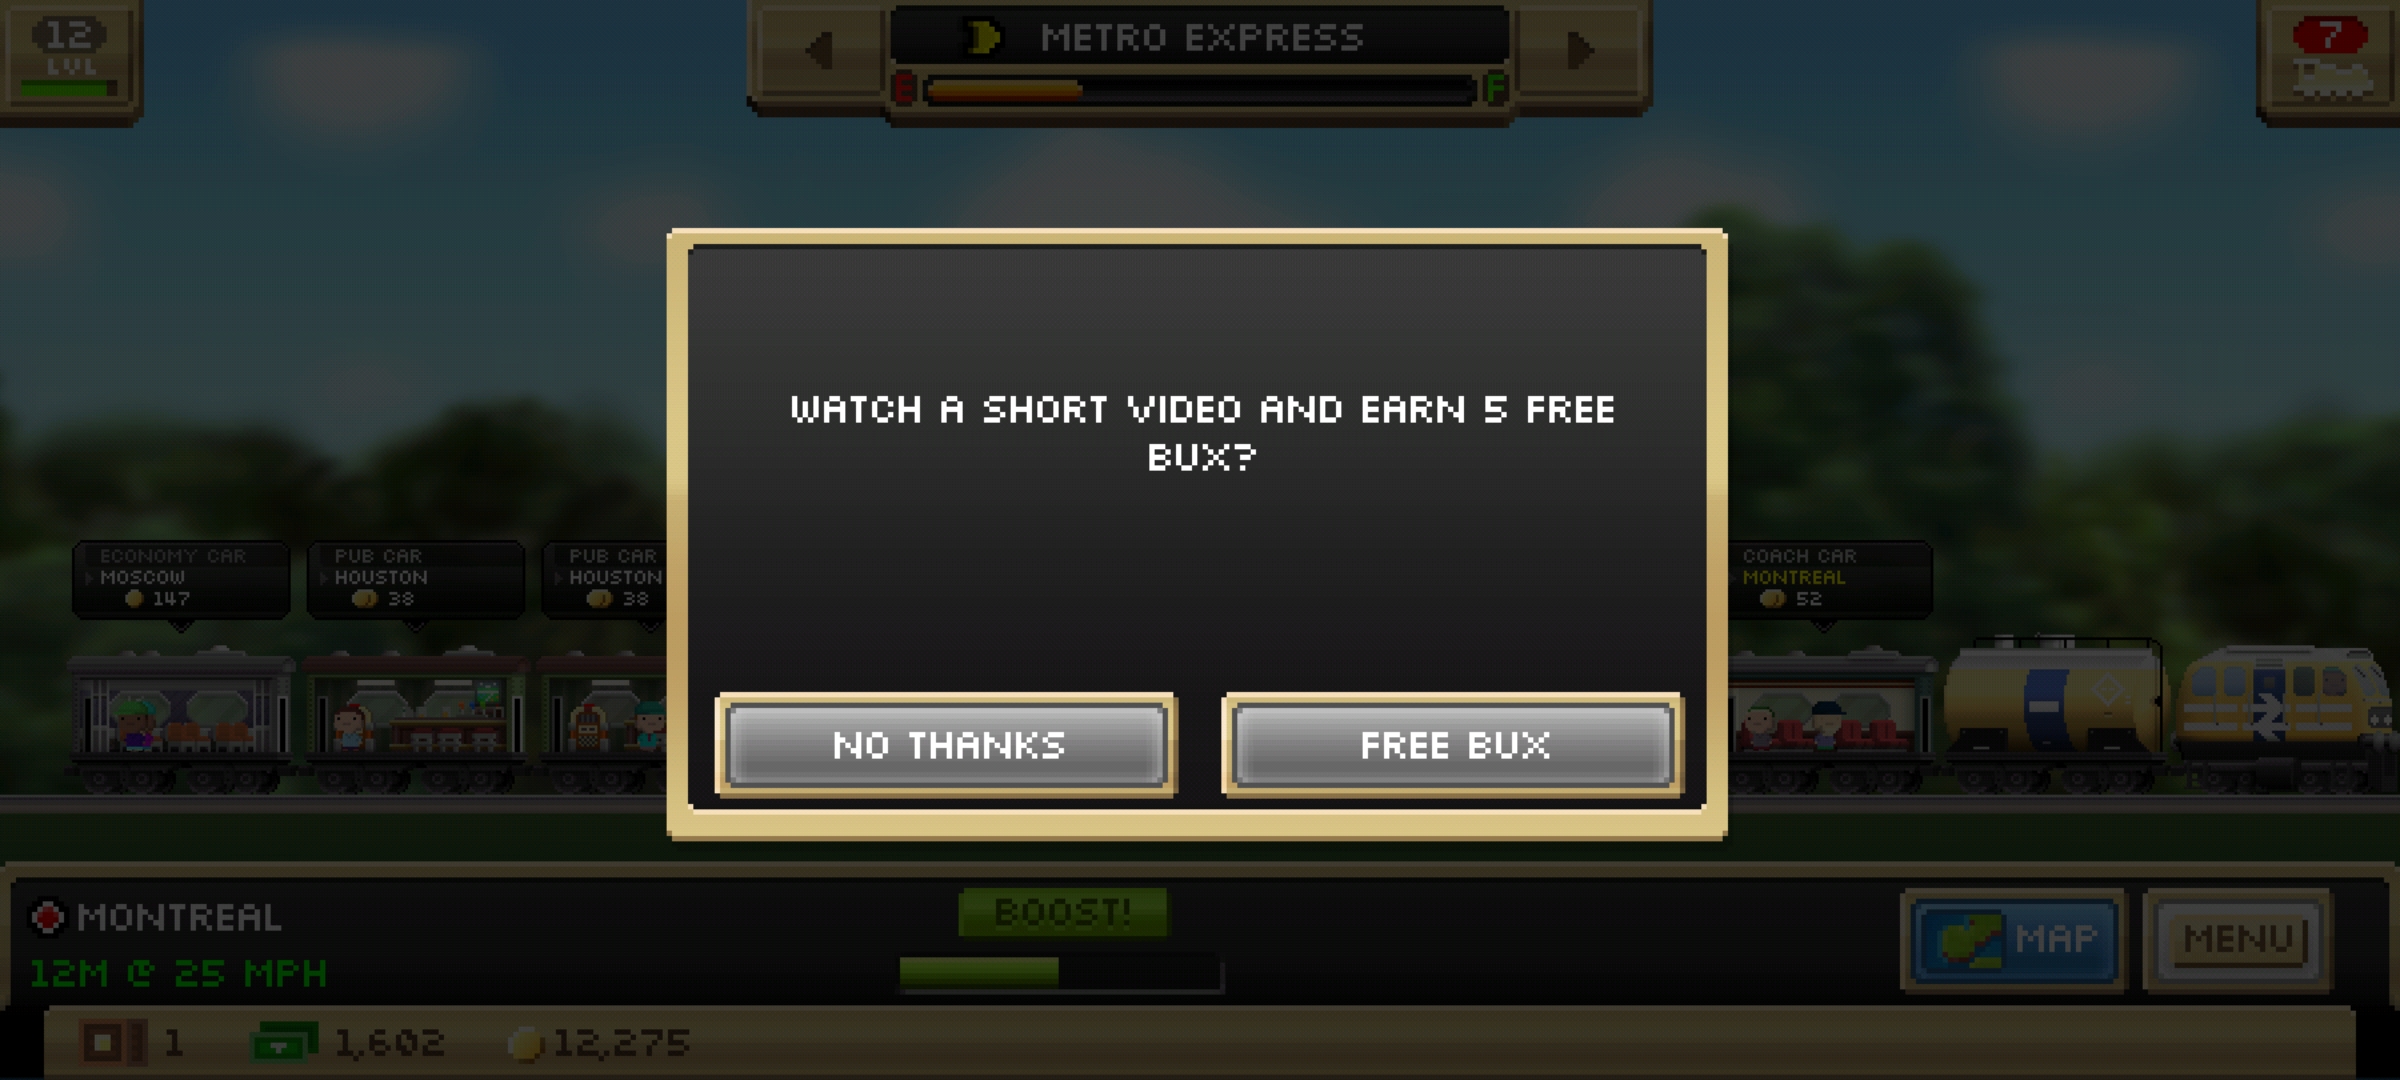 12
LVL
METRO EXPRESS
E
F
7
WATCH A SHORT VIDEO AND EARN 5 FREE
BUX?
ECONOMY CAR
MOSCOW
147
PUB CAR
HOUSTON
38
PUB CAR
HOUSTON
38
COACH CAR
MONTREAL
52
NO THANKS
FREE BUX
MONTREAL
12M @ 25 MPH
BOOST!
MAP
MENU
1
1,602
12,275